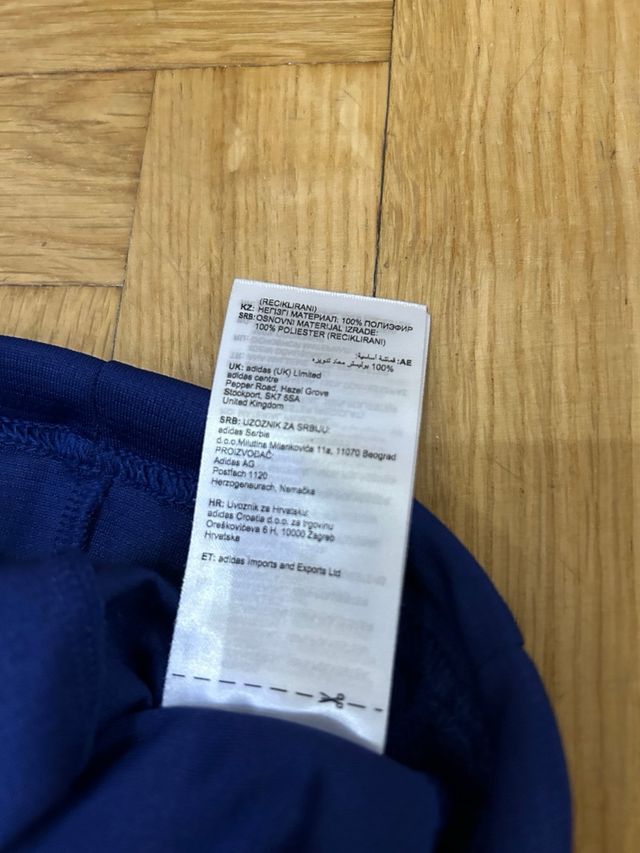 (RECIKLIRANI)
KZ: НЕГІЗГІ МАТЕРИАЛ: 100% ПОЛИЭФИР
SRB: OSNOVNI MATERIJAL IZRADE:
100% POLIESTER (RECIKLIRANI)
AE: قماشة أساسية:
100% بوليستر معاد تدويره
UK: adidas (UK) Limited
adidas centre
Pepper Road, Hazel Grove
Stockport, SK7 5SA
United Kingdom
SRB: UZOZNIK ZA SRBIJU:
adidas Serbia
d.o.o.Milutina Milankovića 11a, 11070 Beograd
PROIZVOĐAČ:
Adidas AG
Postfach 1120
Herzogenaurach, Nemačka
HR: Uvoznik za Hrvatsku:
adidas Croatia d.o.o. za trgovinu
Oreškovićeva 6 H, 10000 Zagreb
Hrvatska
ET: adidas Imports and Exports Ltd